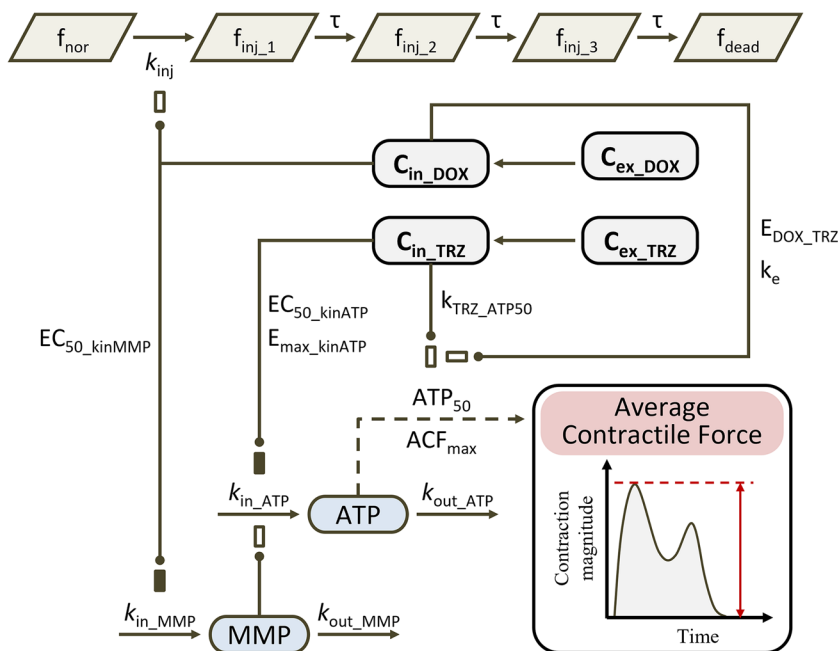 f_nor f_inj_1 τ f_inj_2 τ f_inj_3 τ f_dead
k_inj
C_in_DOX C_ex_DOX
C_in_TRZ C_ex_TRZ
E_DOX_TRZ
k_e
EC_50_kinATP
E_max_kinATP
k_TRZ_ATP50
EC_50_kinMMP
ATP_50
ACF_max
Average
Contractile Force
Contraction
magnitude
Time
k_in_ATP ATP k_out_ATP
k_in_MMP MMP k_out_MMP